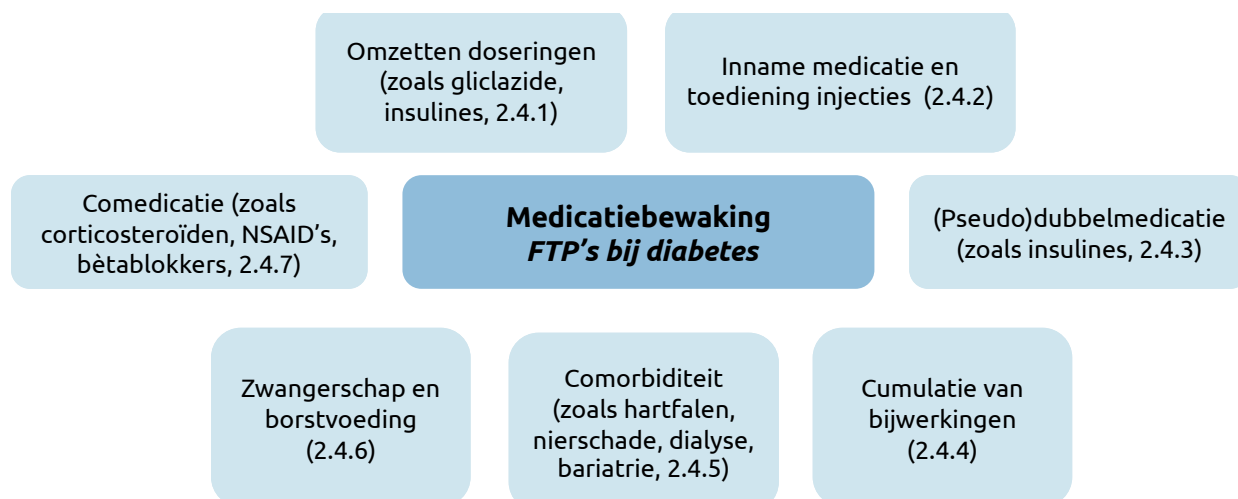 Omzetten doseringen
(zoals gliclazide,
insulines, 2.4.1)
Inname medicatie en
toediening injecties (2.4.2)
Comedicatie (zoals
corticosteroïden, NSAID's,
bètablokkers, 2.4.7)
Medicatiebewaking
FTP's bij diabetes
(Pseudo)dubbelmedicatie
(zoals insulines, 2.4.3)
Zwangerschap en
borstvoeding
(2.4.6)
Comorbiditeit
(zoals hartfalen,
nierschade, dialyse,
bariatrie, 2.4.5)
Cumulatie van
bijwerkingen
(2.4.4)